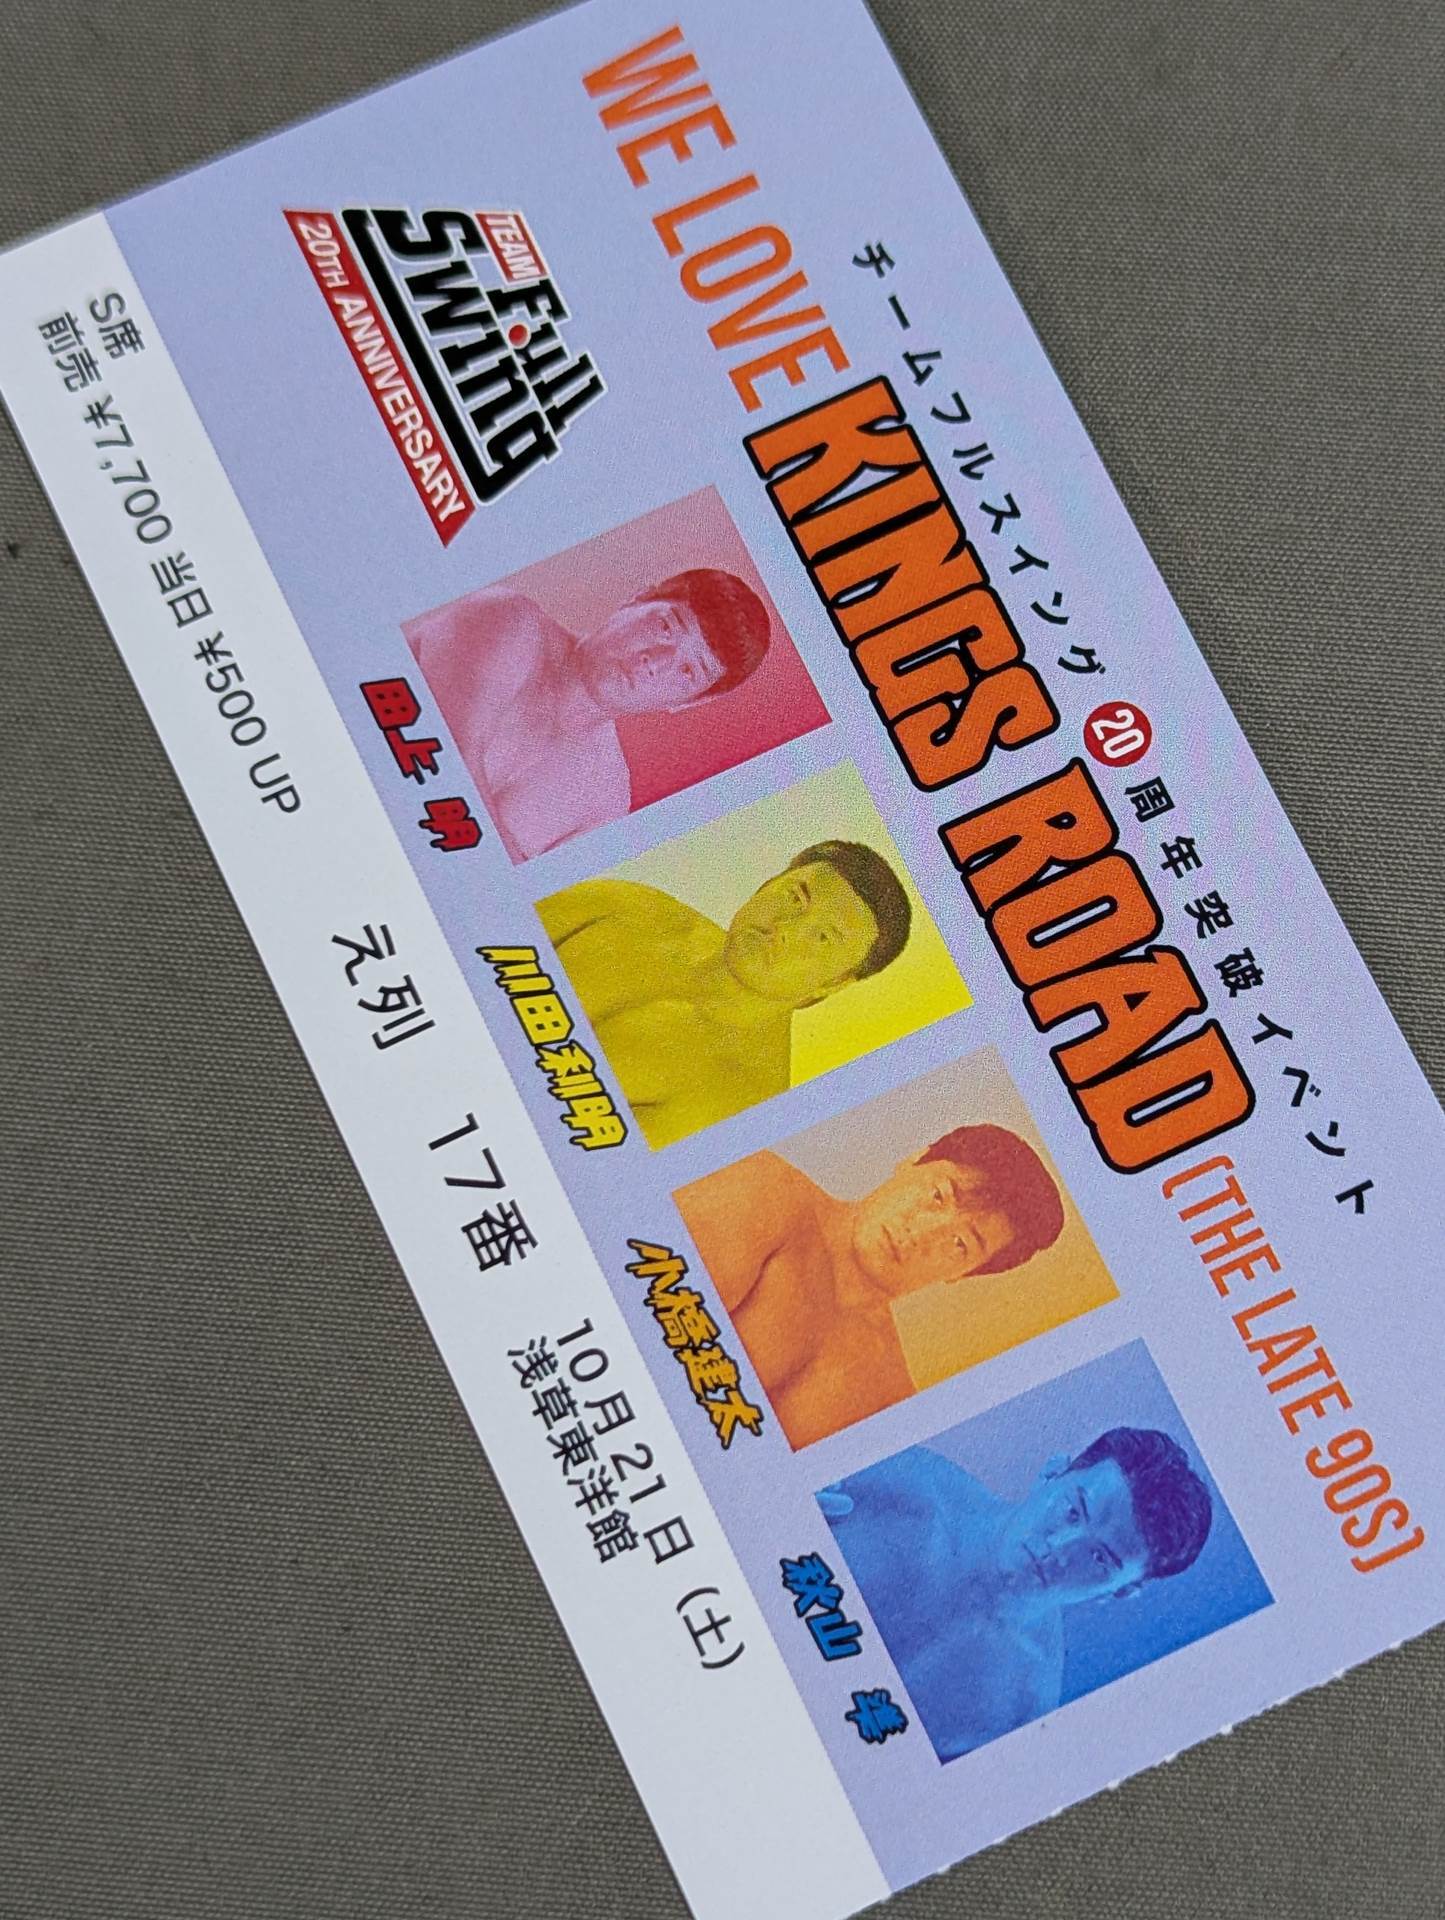 チームフルスイング20周年突破イベント
WE LOVE KINGS ROAD (THE LATE 90S)
TEAM
Full
Swing
20TH ANNIVERSARY
田上 明
川田利明
小橋建太
秋山 準
S席
前売 ¥7,700 当日 ¥500 UP
え列 17番
10月21日 (土)
浅草東洋館